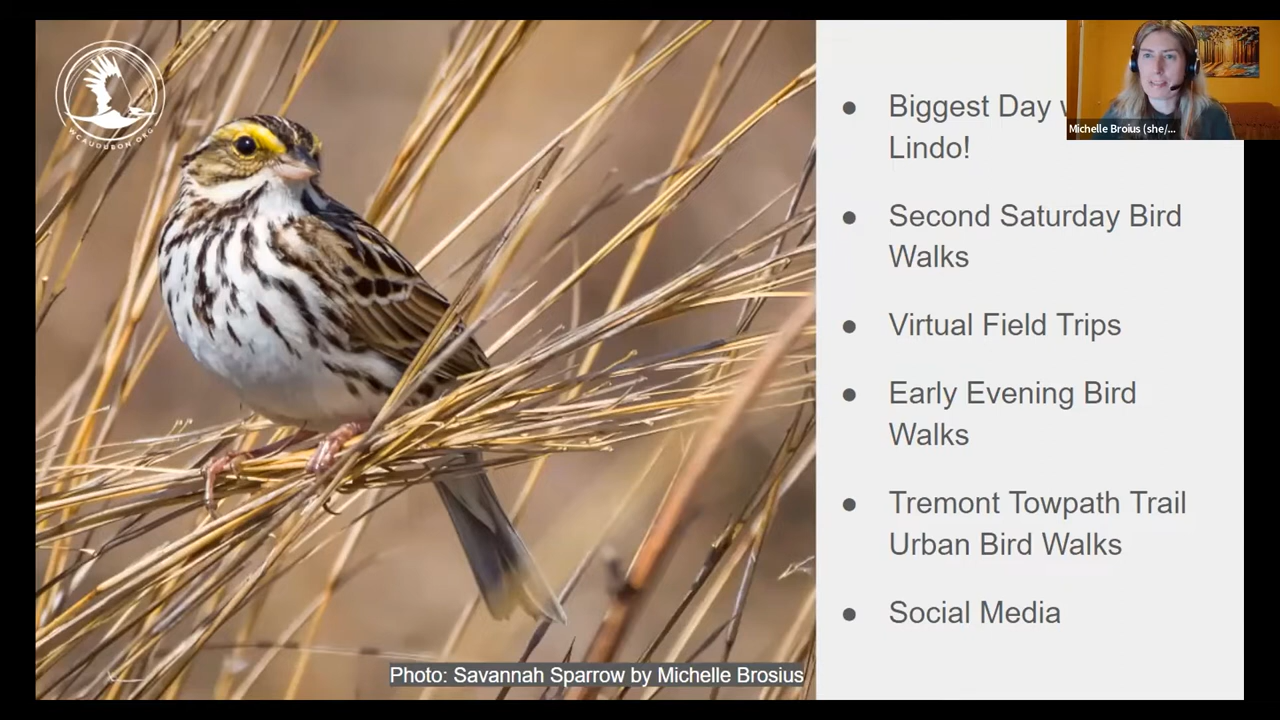 WCAUDUBON.ORG
Biggest Day
Lindo!
Michelle Broius (she/...
Second Saturday Bird
Walks
Virtual Field Trips
Early Evening Bird
Walks
Tremont Towpath Trail
Urban Bird Walks
Social Media
Photo: Savannah Sparrow by Michelle Brosius